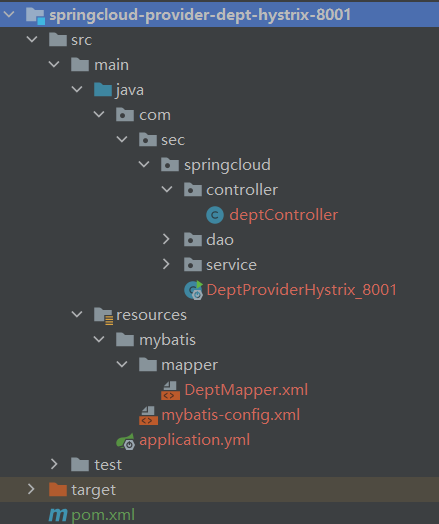 springcloud-provider-dept-hystrix-8001
src
main
java
com
sec
springcloud
controller
deptController
dao
service
DeptProviderHystrix_8001
resources
mybatis
mapper
DeptMapper.xml
mybatis-config.xml
application.yml
test
target
pom.xml